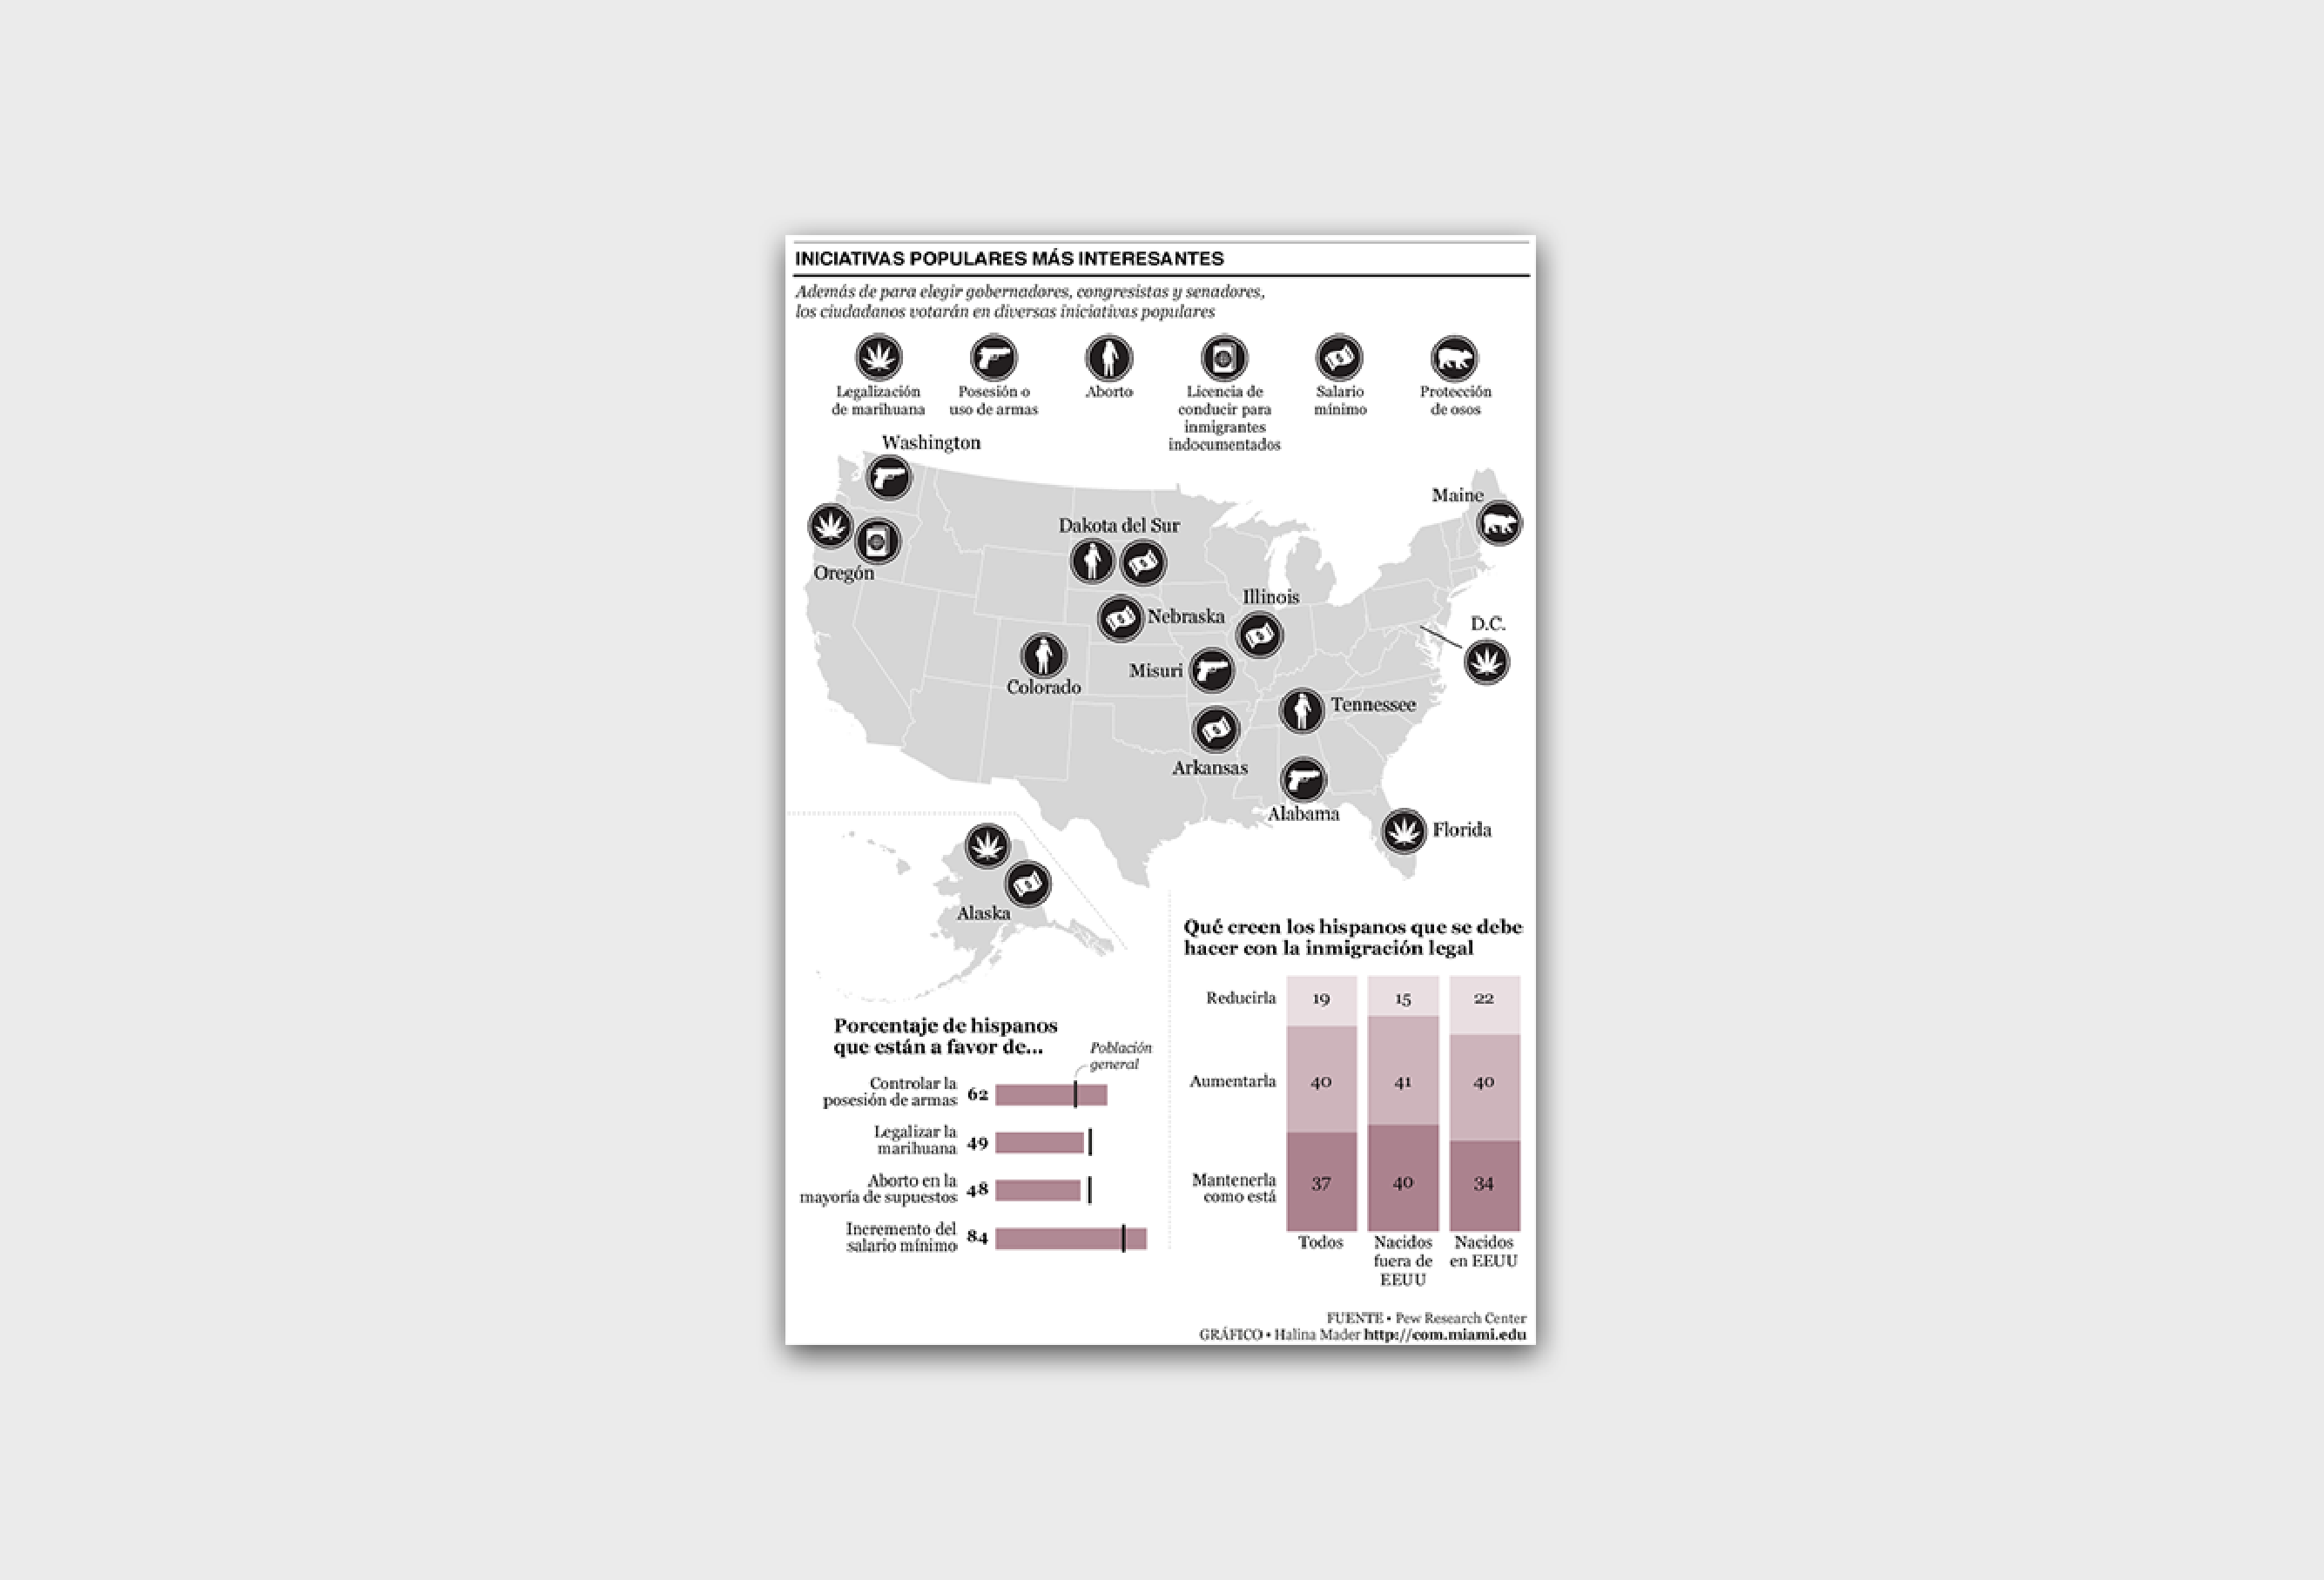 INICIATIVAS POPULARES MÁS INTERESANTES
Además de para elegir gobernadores, congresistas y senadores,
los ciudadanos votarán en diversas iniciativas populares
Legalización
de marihuana
Posesión o
uso de armas
Aborto
Licencia de
conducir para
inmigrantes
indocumentados
Salario
mínimo
Protección
de osos
Washington
Maine
Dakota del Sur
Oregón
Illinois
Nebraska
D.C.
Misuri
Colorado
Tennessee
Arkansas
Alabama
Florida
Alaska
Porcentaje de hispanos
que están a favor de...
Población
general
Controlar la
posesión de armas
62
Legalizar la
marihuana
49
Aborto en la
mayoría de supuestos
48
Incremento del
salario mínimo
84
Qué creen los hispanos que se debe
hacer con la inmigración legal
Reducirla
19
15
22
Aumentarla
40
41
40
Mantenerla
como está
37
40
34
Todos
Nacidos
fuera de
EEUU
Nacidos
en EEUU
FUENTE • Pew Research Center
GRÁFICO • Halina Mader http://com.miami.edu